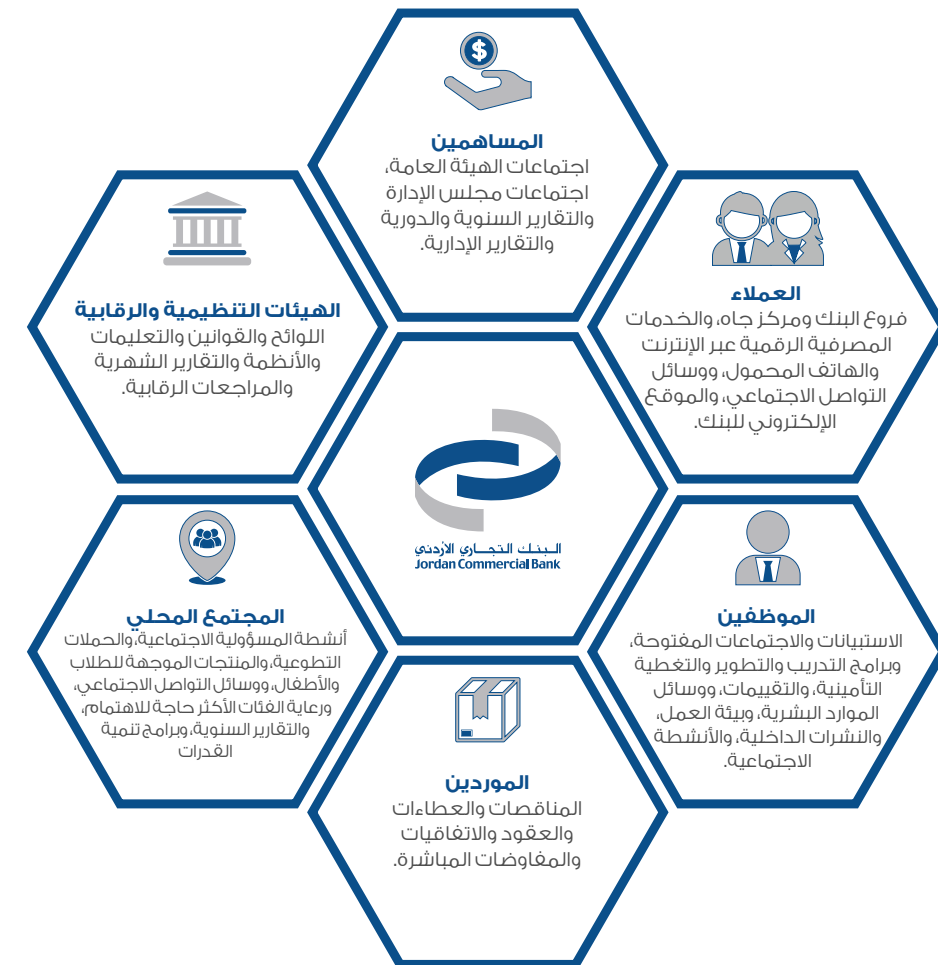 المساهمين
اجتماعات الهيئة العامة،
اجتماعات مجلس الإدارة
والتقارير السنوية والدورية
والتقارير الإدارية.
العملاء
فروع البنك ومركز جاه، والخدمات
المصرفية الرقمية عبر الإنترنت
والهاتف المحمول، ووسائل
التواصل الاجتماعي، والموقع
الإلكتروني للبنك.
الهيئات التنظيمية والرقابية
اللوائح والقوانين والتعليمات
والأنظمة والتقارير الشهرية
والمراجعات الرقابية.
البنك التجاري الأردني
Jordan Commercial Bank
الموظفين
الاستبيانات والاجتماعات المفتوحة،
وبرامج التدريب والتطوير والتغطية
التأمينية، والتقييمات، ووسائل
الموارد البشرية، وبيئة العمل،
والنشرات الداخلية، والأنشطة
الاجتماعية.
المجتمع المحلي
أنشطة المسؤولية الاجتماعية، والحملات
التطوعية، والمنتجات الموجهة للطلاب
والأطفال، ووسائل التواصل الاجتماعي،
ورعاية الفئات الأكثر حاجة للاهتمام،
والتقارير السنوية، وبرامج تنمية
القدرات
الموردين
المناقصات والعطاءات
والعقود والاتفاقيات
والمفاوضات المباشرة.
$